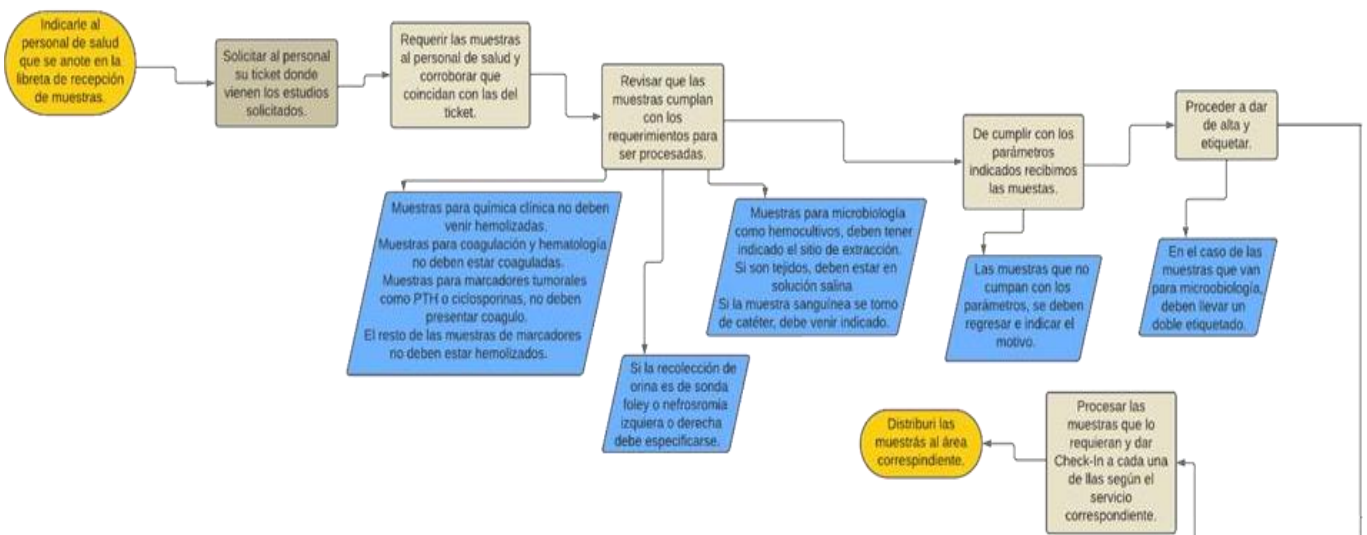 Indicarle al
personal de salud
que se anote en la
libreta de recepción
de muestras.
Solicitar al personal
su ticket donde
vienen los estudios
solicitados.
Requerir las muestras
al personal de salud y
corroborar que
coincidan con las del
ticket.
Revisar que las
muestras cumplan
con los
requerimientos para
ser procesadas.
De cumplir con los
parámetros
indicados recibimos
las muestas.
Proceder a dar
de alta y
etiquetar.
Muestras para química clínica no deben
venir hemolizadas.
Muestras para coagulación y hematología
no deben estar coaguladas.
Muestras para marcadores tumorales
como PTH o ciclosporinas, no deben
presentar coagulo.
El resto de las muestras de marcadores
no deben estar hemolizados.
Si la recolección de
orina es de sonda
foley o nefrosromia
izquiera o derecha
debe especificarse.
Muestras para microbiología
como hemocultivos, deben tener
indicado el sitio de extracción.
Si son tejidos, deben estar en
solución salina
Si la muestra sanguínea se tomo
de catéter, debe venir indicado.
Las muestras que no
cumpan con los
parámetros, se deben
regresar e indicar el
motivo.
En el caso de las
muestras que van
para microobiología,
deben llevar un
doble etiquetado.
Procesar las
muestras que lo
requieran y dar
Check-In a cada una
de llas según el
servicio
correspondiente.
Distriburi las
muestrás al área
correspindiente.